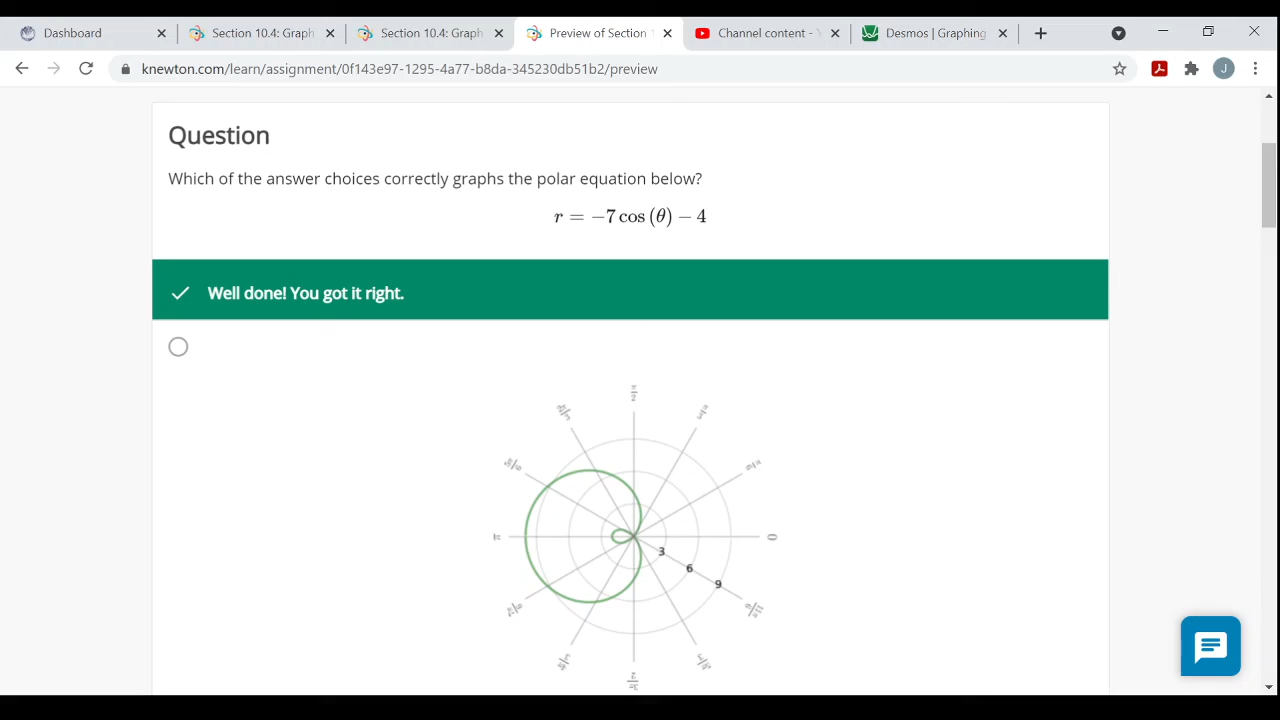 Dashboard
Section 10.4: Graph
Section 10.4: Graph
Preview of Section 1
Channel content - Y
Desmos | Graphing
knewton.com/learn/assignment/0f143e97-1295-4a77-b8da-345230db51b2/preview
J
Question
Which of the answer choices correctly graphs the polar equation below?
r = −7 cos (θ) − 4
Well done! You got it right.
π
0
3
6
9